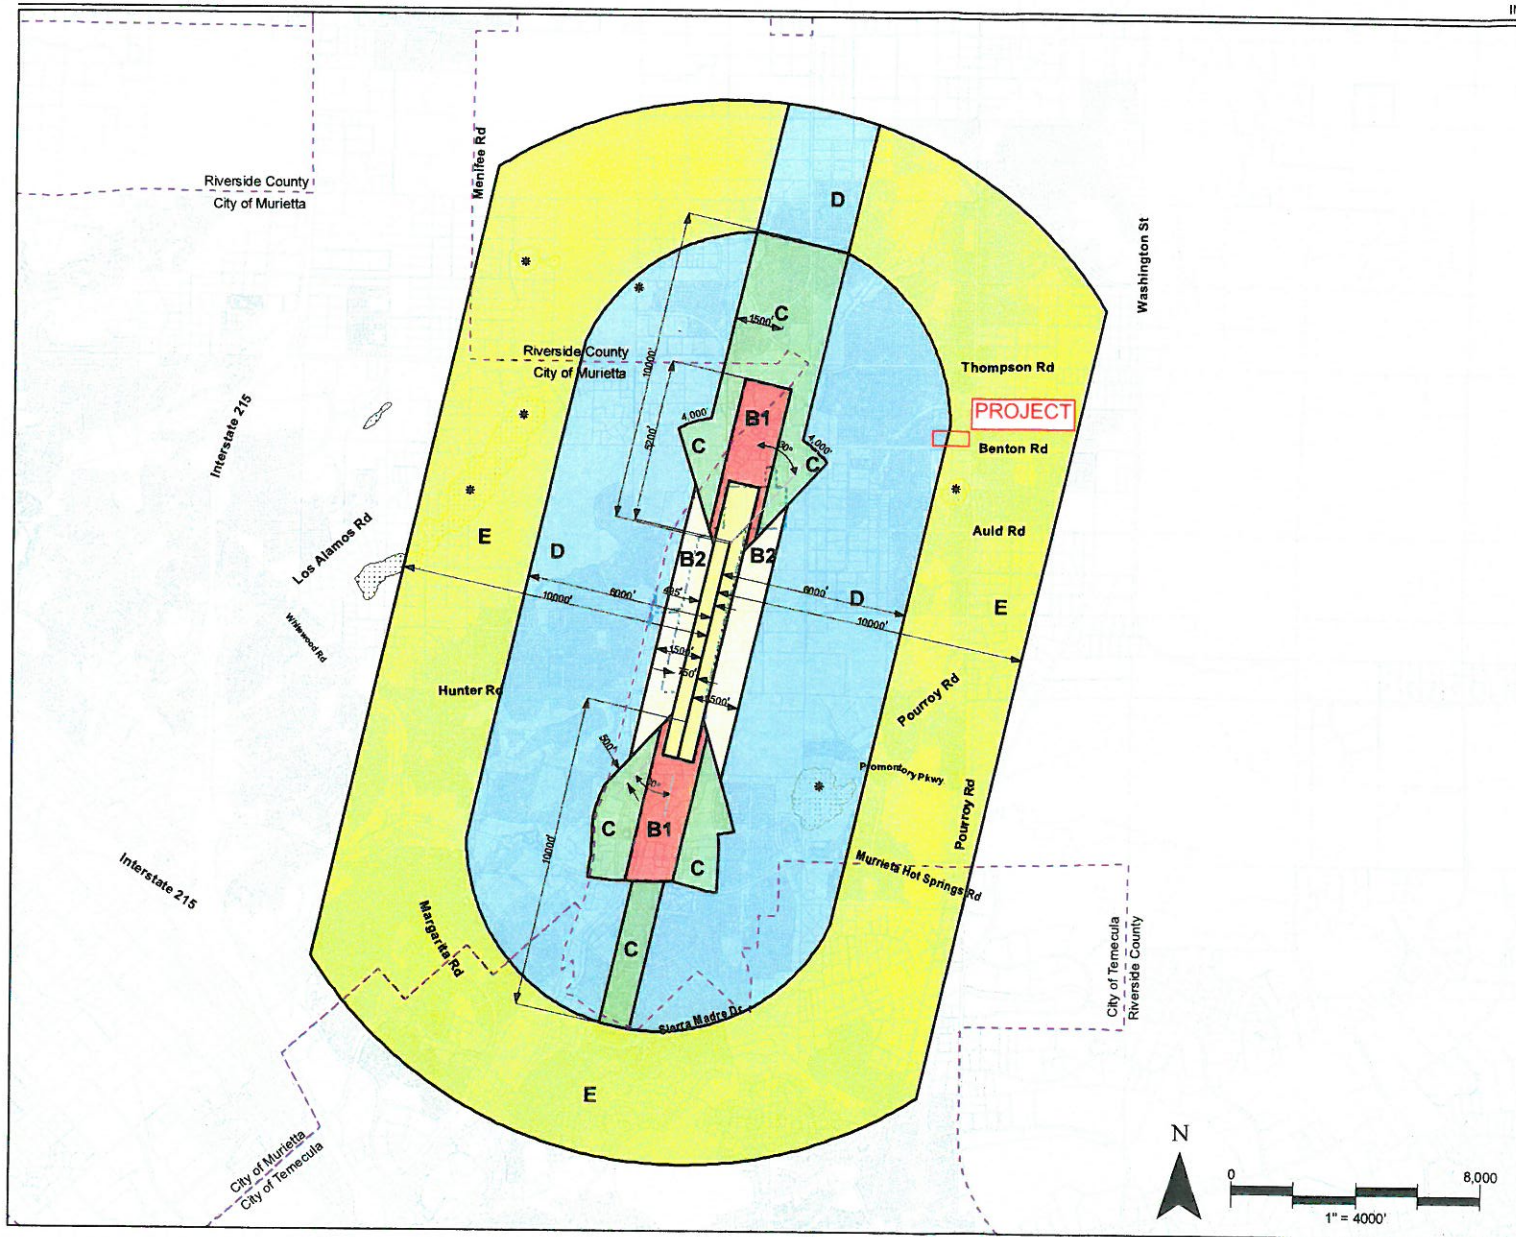 Riverside County
City of Murietta
Menifee Rd
D
Washington St
C
1500'
10000'
Riverside County
City of Murietta
Thompson Rd
PROJECT
Benton Rd
B1
4,000'
5200'
C
30°
4,000'
C
Interstate 215
Auld Rd
Los Alamos Rd
E
D
B2
B2
6000'
10000'
6000'
D
10000'
E
Whitewood Rd
1500'
750'
1500'
Hunter Rd
Pourroy Rd
500'
Promontory Pkwy
Pourroy Rd
10000'
C
B1
C
Murrieta Hot Springs Rd
Interstate 215
Margarita Rd
C
City of Temecula
Riverside County
Sierra Madre Dr
E
City of Murietta
City of Temecula
N
0
8,000
1" = 4000'